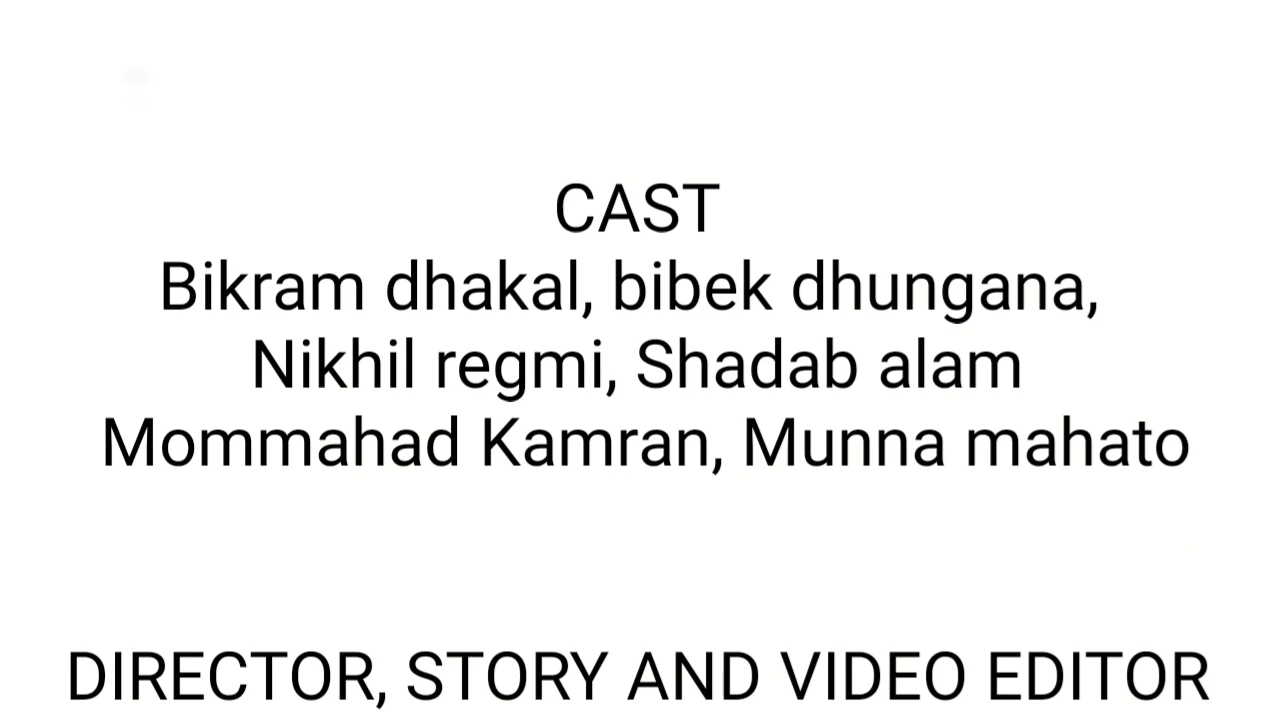 CAST
Bikram dhakal, bibek dhungana,
Nikhil regmi, Shadab alam
Mommahad Kamran, Munna mahato
DIRECTOR, STORY AND VIDEO EDITOR